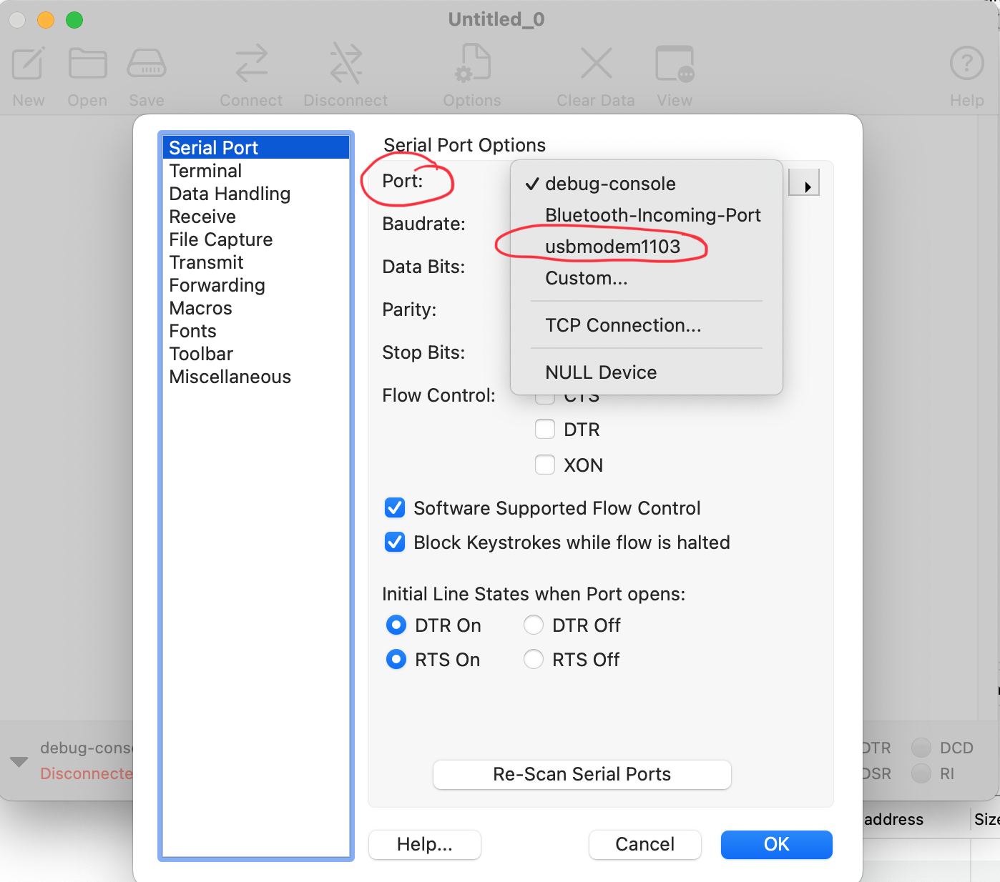 Untitled_0
New Open Save Connect Disconnect Options Clear Data View Help
Serial Port
Terminal
Data Handling
Receive
File Capture
Transmit
Forwarding
Macros
Fonts
Toolbar
Miscellaneous
Serial Port Options
Port:
debug-console
Bluetooth-Incoming-Port
usbmodem1103
Custom...
TCP Connection...
NULL Device
Baudrate:
Data Bits:
Parity:
Stop Bits:
Flow Control:
CTS
DTR
XON
Software Supported Flow Control
Block Keystrokes while flow is halted
Initial Line States when Port opens:
DTR On DTR Off
RTS On RTS Off
Re-Scan Serial Ports
Help... Cancel OK
debug-conso
Disconnecte
DTR DCD
DSR RI
address Size